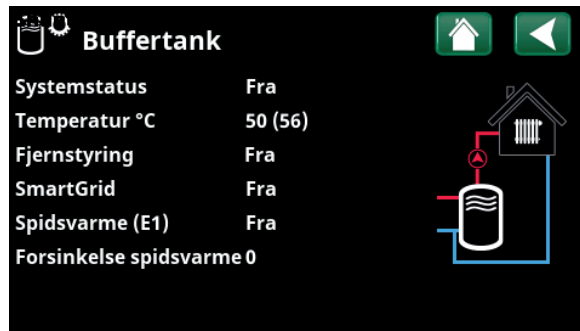 Buffertank
Systemstatus Fra
Temperatur °C 50 (56)
Fjernstyring Fra
SmartGrid Fra
Spidsvarme (E1) Fra
Forsinkelse spidsvarme 0